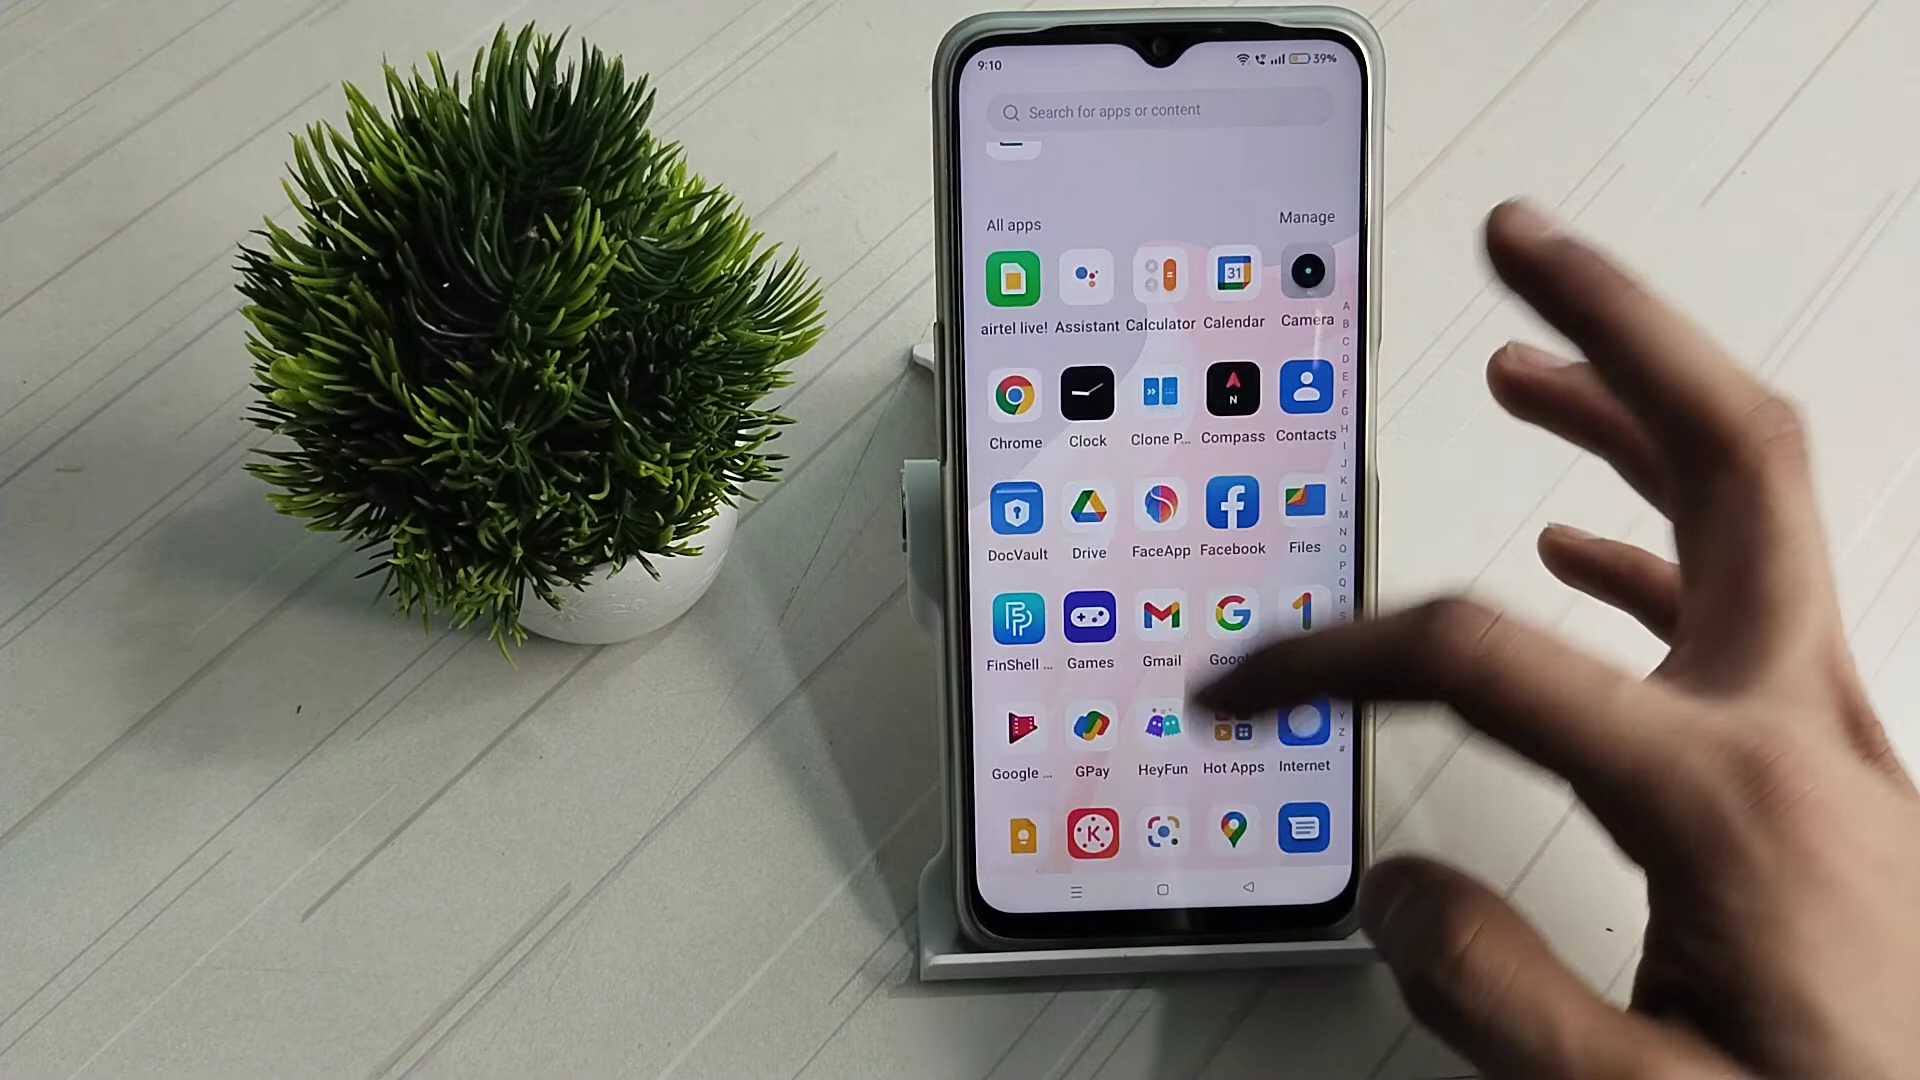 9:10 39%
Search for apps or content
All apps Manage
airtel live! Assistant Calculator Calendar Camera
31
Chrome Clock Clone P... Compass Contacts
N
DocVault Drive FaceApp Facebook Files
FinShell ... Games Gmail
Google ... GPay HeyFun Hot Apps Internet
K
A
B
C
D
E
F
G
H
I
J
K
L
M
N
O
P
Q
R
S
Y
Z
#